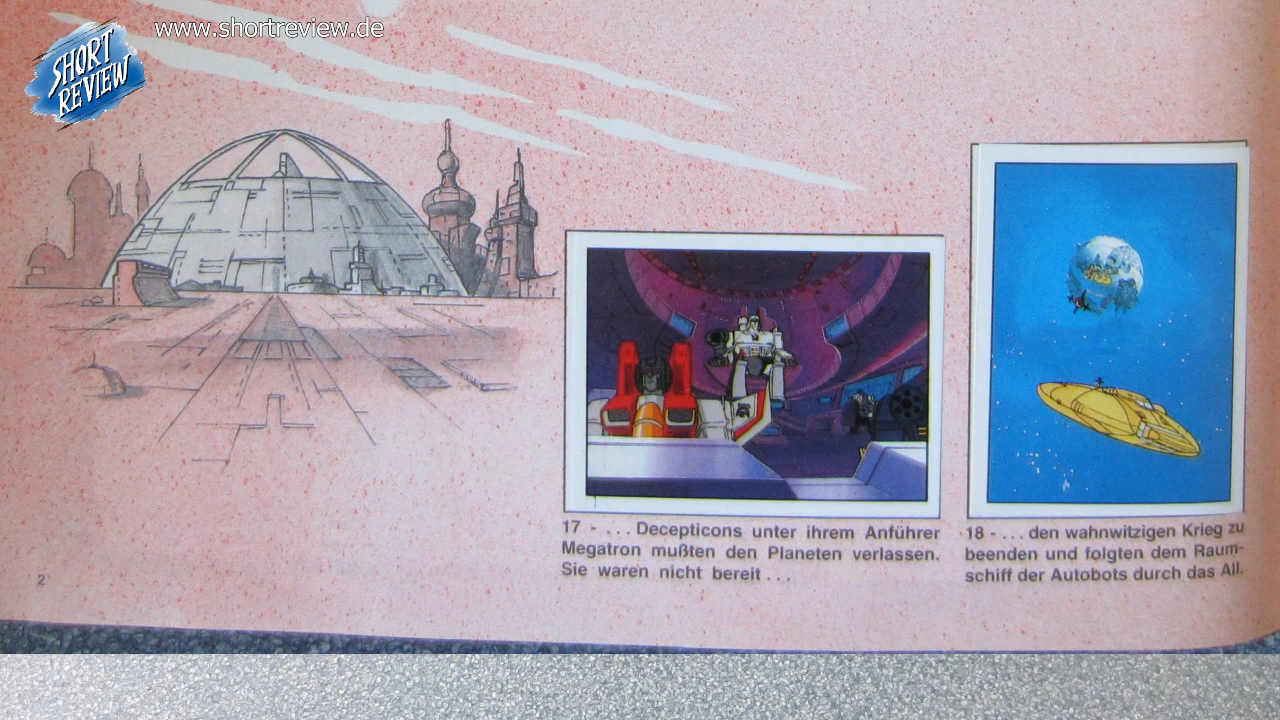 www.shortreview.de
SHORT
REVIEW
17 - ... Decepticons unter ihrem Anführer
Megatron mußten den Planeten verlassen.
Sie waren nicht bereit ...
18 - ... den wahnwitzigen Krieg zu
beenden und folgten dem Raum-
schiff der Autobots durch das All.
2